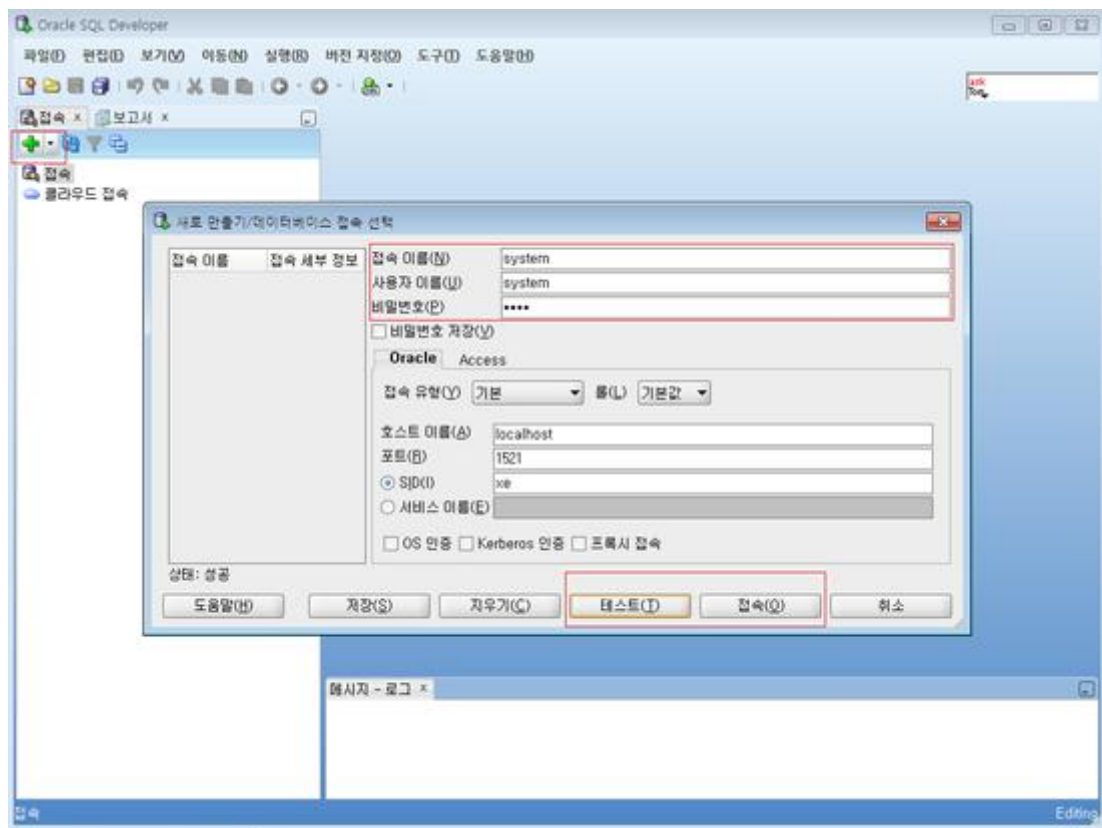 Oracle SQL Developer
파일(F) 편집(E) 보기(V) 이동(N) 실행(R) 버전 지정(O) 도구(T) 도움말(H)
ask Tom
접속 보고서
접속
클라우드 접속
새로 만들기/데이터베이스 접속 선택
접속 이름 접속 세부 정보
접속 이름(N) system
사용자 이름(U) system
비밀번호(P) ••••
비밀번호 저장(V)
Oracle Access
접속 유형(Y) 기본 롤(L) 기본값
호스트 이름(A) localhost
포트(R) 1521
SID(I) xe
서비스 이름(E)
OS 인증 Kerberos 인증 프록시 접속
상태: 성공
도움말(H) 저장(S) 지우기(C) 테스트(T) 접속(O) 취소
메시지 - 로그
접속 Editing